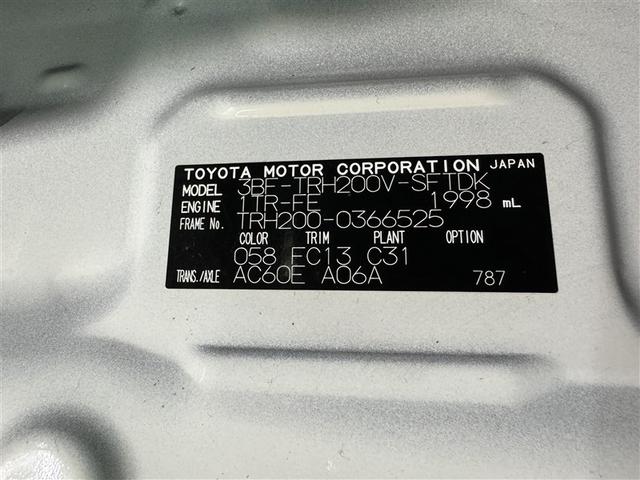 TOYOTA MOTOR CORPORATION JAPAN
MODEL 3BF-TRH200V-SFTDK
ENGINE 1TR-FE 1998 mL
FRAME No. TRH200-0366525
COLOR TRIM PLANT OPTION
058 FC13 C31
TRANS./AXLE AC60E A06A 787